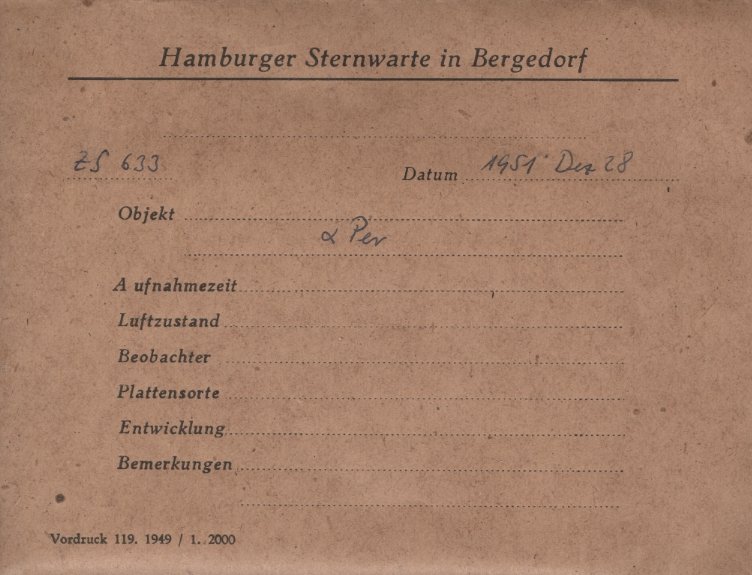 Hamburger Sternwarte in Bergedorf
ZS 633 Datum 1951 Dez 28
Objekt
α Per
Aufnahmezeit
Luftzustand
Beobachter
Plattensorte
Entwicklung
Bemerkungen
Vordruck 119. 1949 / 1. 2000